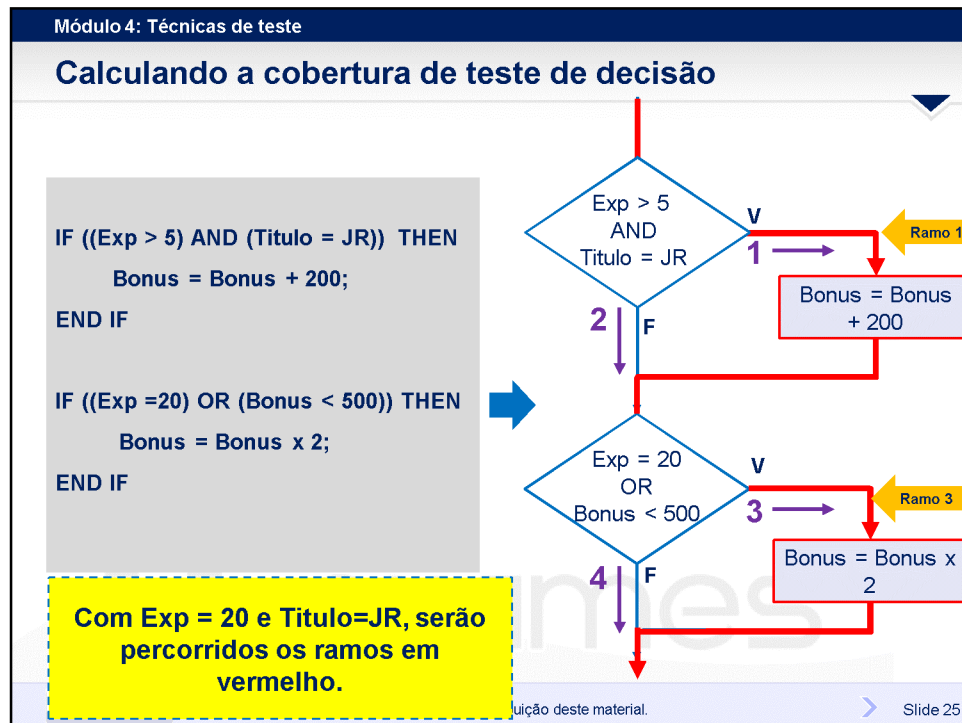 Módulo 4: Técnicas de teste
Calculando a cobertura de teste de decisão
IF ((Exp > 5) AND (Titulo = JR)) THEN
Bonus = Bonus + 200;
END IF
IF ((Exp =20) OR (Bonus < 500)) THEN
Bonus = Bonus x 2;
END IF
Com Exp = 20 e Titulo=JR, serão
percorridos os ramos em
vermelho.
Exp > 5
AND
Titulo = JR
V
1
Ramo 1
Bonus = Bonus
+ 200
2
F
Exp = 20
OR
Bonus < 500
V
3
Ramo 3
Bonus = Bonus x
2
4
F
deste material.
Slide 25